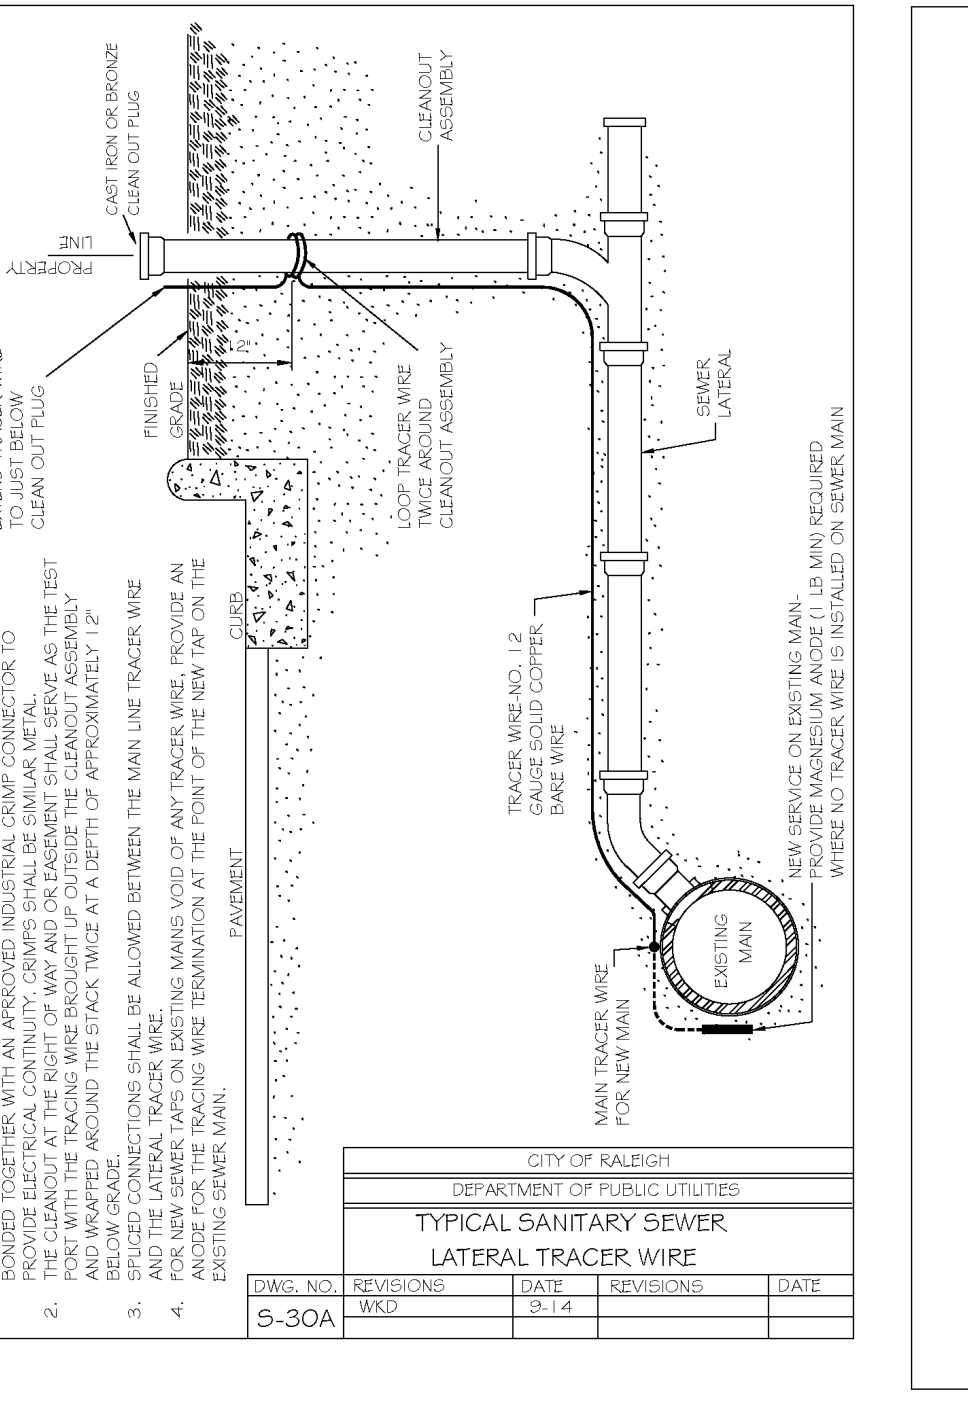 BONDED TOGETHER WITH AN APPROVED INDUSTRIAL CRIMP CONNECTOR TO
PROVIDE ELECTRICAL CONTINUITY. CRIMPS SHALL BE SIMILAR METAL.
2. THE CLEANOUT AT THE RIGHT OF WAY AND OR EASEMENT SHALL SERVE AS THE TEST
PORT WITH THE TRACING WIRE BROUGHT UP OUTSIDE THE CLEANOUT ASSEMBLY
AND WRAPPED AROUND THE STACK TWICE AT A DEPTH OF APPROXIMATELY 12"
BELOW GRADE.
3. SPLICED CONNECTIONS SHALL BE ALLOWED BETWEEN THE MAIN LINE TRACER WIRE
AND THE LATERAL TRACER WIRE.
4. FOR NEW SEWER TAPS ON EXISTING MAINS VOID OF ANY TRACER WIRE, PROVIDE AN
ANODE FOR THE TRACING WIRE TERMINATION AT THE POINT OF THE NEW TAP ON THE
EXISTING SEWER MAIN.
TO JUST BELOW
CLEAN OUT PLUG
PROPERTY
LINE
CAST IRON OR BRONZE
CLEAN OUT PLUG
FINISHED
GRADE
12"
CLEANOUT
ASSEMBLY
LOOP TRACER WIRE
TWICE AROUND
CLEANOUT ASSEMBLY
CURB
PAVEMENT
SEWER
LATERAL
TRACER WIRE-NO. 12
GAUGE SOLID COPPER
BARE WIRE
NEW SERVICE ON EXISTING MAIN-
PROVIDE MAGNESIUM ANODE (1 LB MIN) REQUIRED
WHERE NO TRACER WIRE IS INSTALLED ON SEWER MAIN
EXISTING
MAIN
MAIN TRACER WIRE
FOR NEW MAIN
CITY OF RALEIGH
DEPARTMENT OF PUBLIC UTILITIES
TYPICAL SANITARY SEWER
LATERAL TRACER WIRE
DWG. NO. REVISIONS DATE REVISIONS DATE
S-30A WKD 9-14